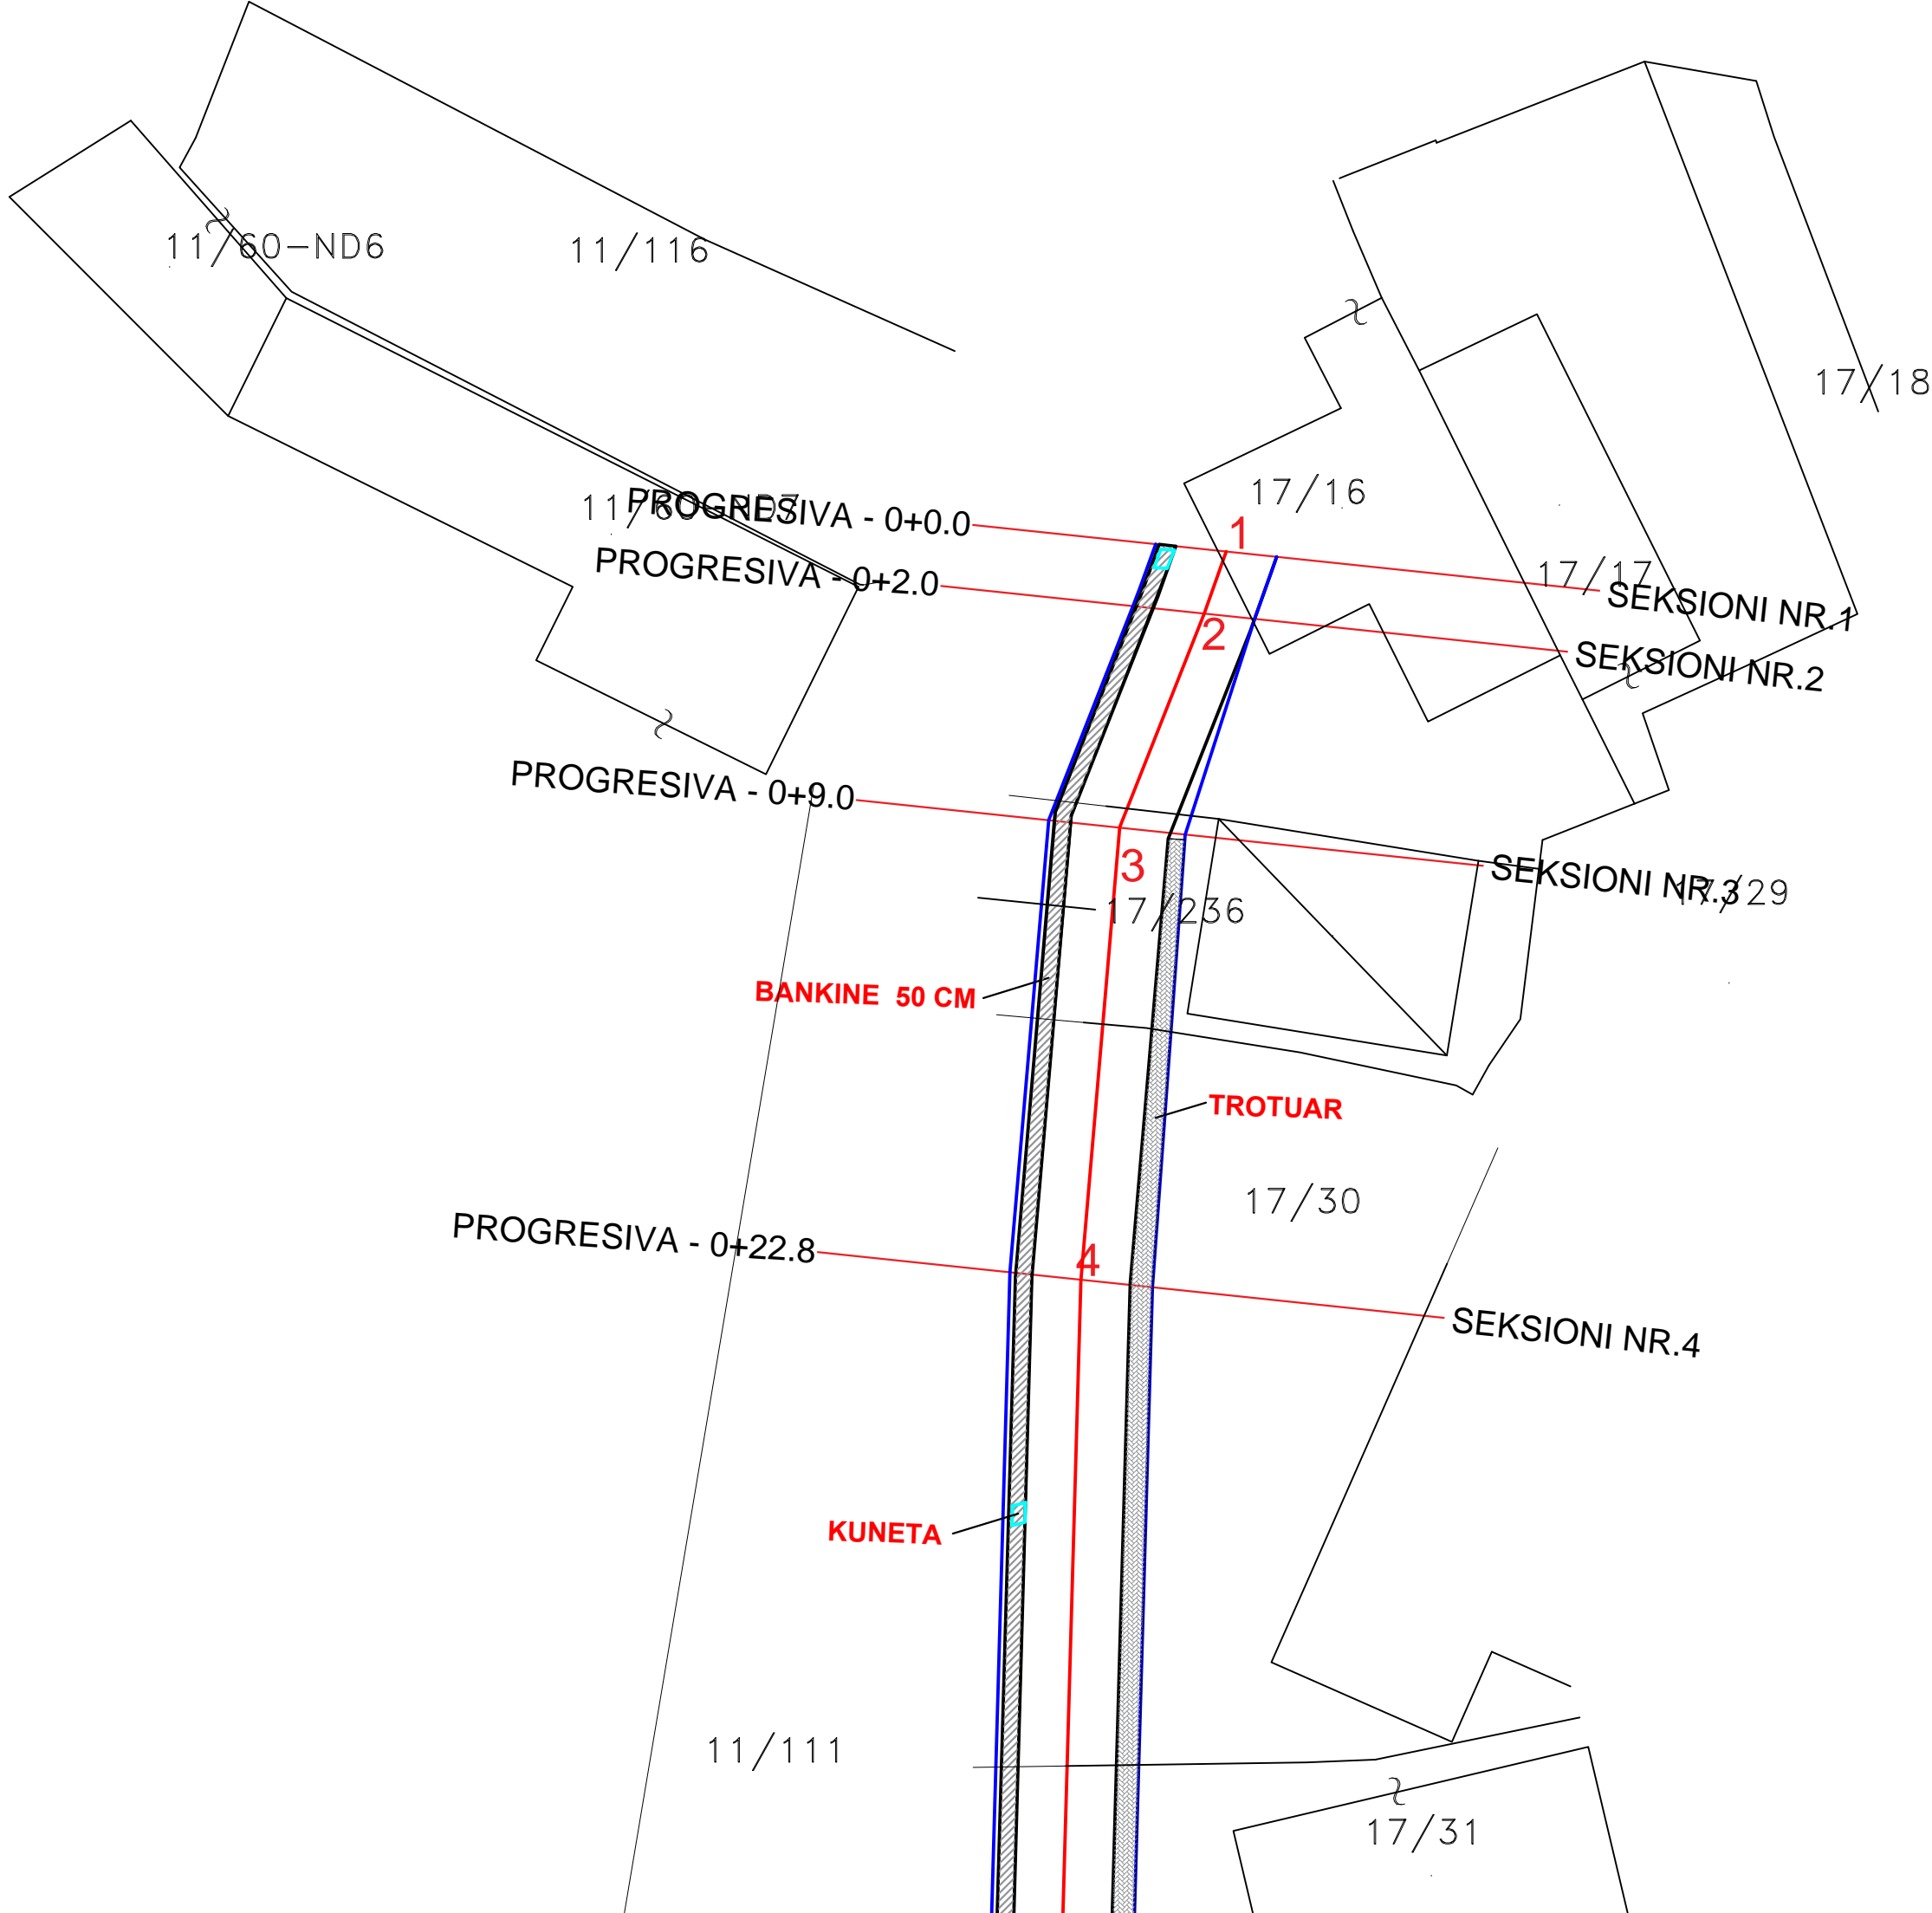 11/60-ND6
11/116
17/18
17/16
11/60-ND7
PROGRESIVA - 0+0.0
1
17/17
PROGRESIVA - 0+2.0
SEKSIONI NR.1
2
SEKSIONI NR.2
PROGRESIVA - 0+9.0
3
SEKSIONI NR.3
17/29
17/236
BANKINE 50 CM
TROTUAR
17/30
PROGRESIVA - 0+22.8
4
SEKSIONI NR.4
KUNETA
11/111
17/31